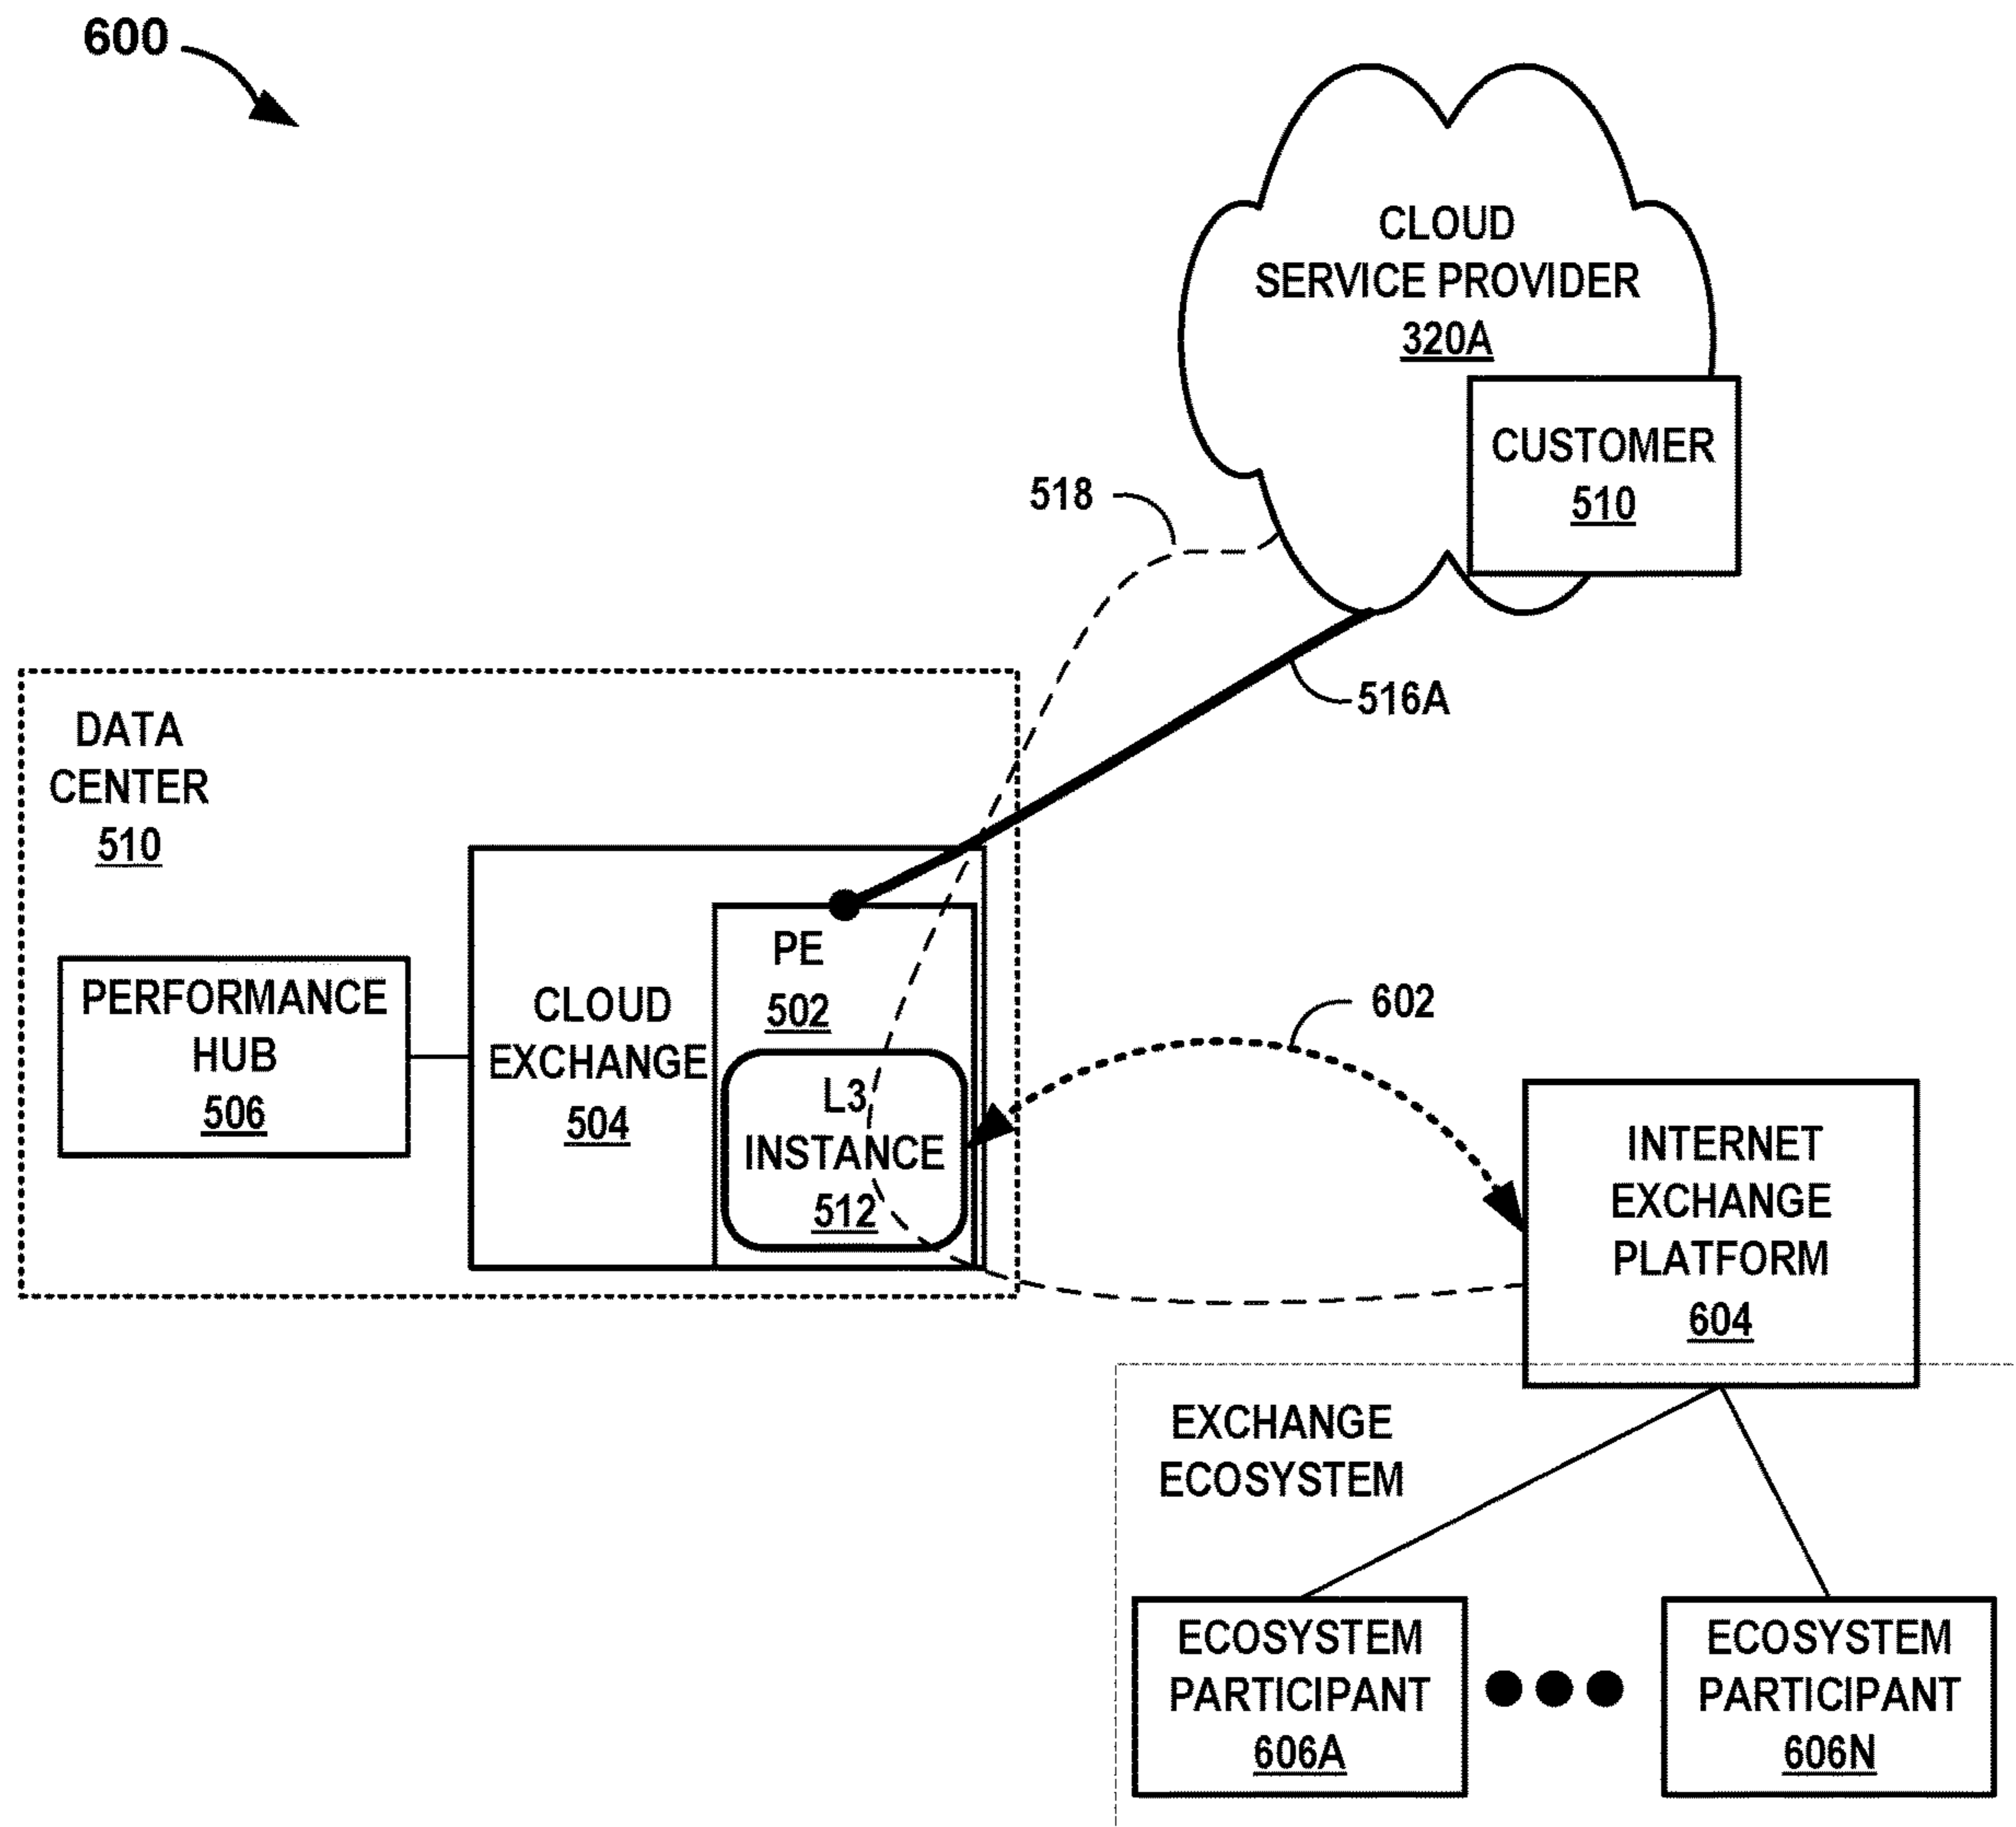 600
CLOUD
SERVICE PROVIDER
320A
CUSTOMER
510
518
516A
DATA
CENTER
510
PERFORMANCE
HUB
506
CLOUD
EXCHANGE
504
PE
502
L3
INSTANCE
512
602
INTERNET
EXCHANGE
PLATFORM
604
EXCHANGE
ECOSYSTEM
ECOSYSTEM
PARTICIPANT
606A
ECOSYSTEM
PARTICIPANT
606N